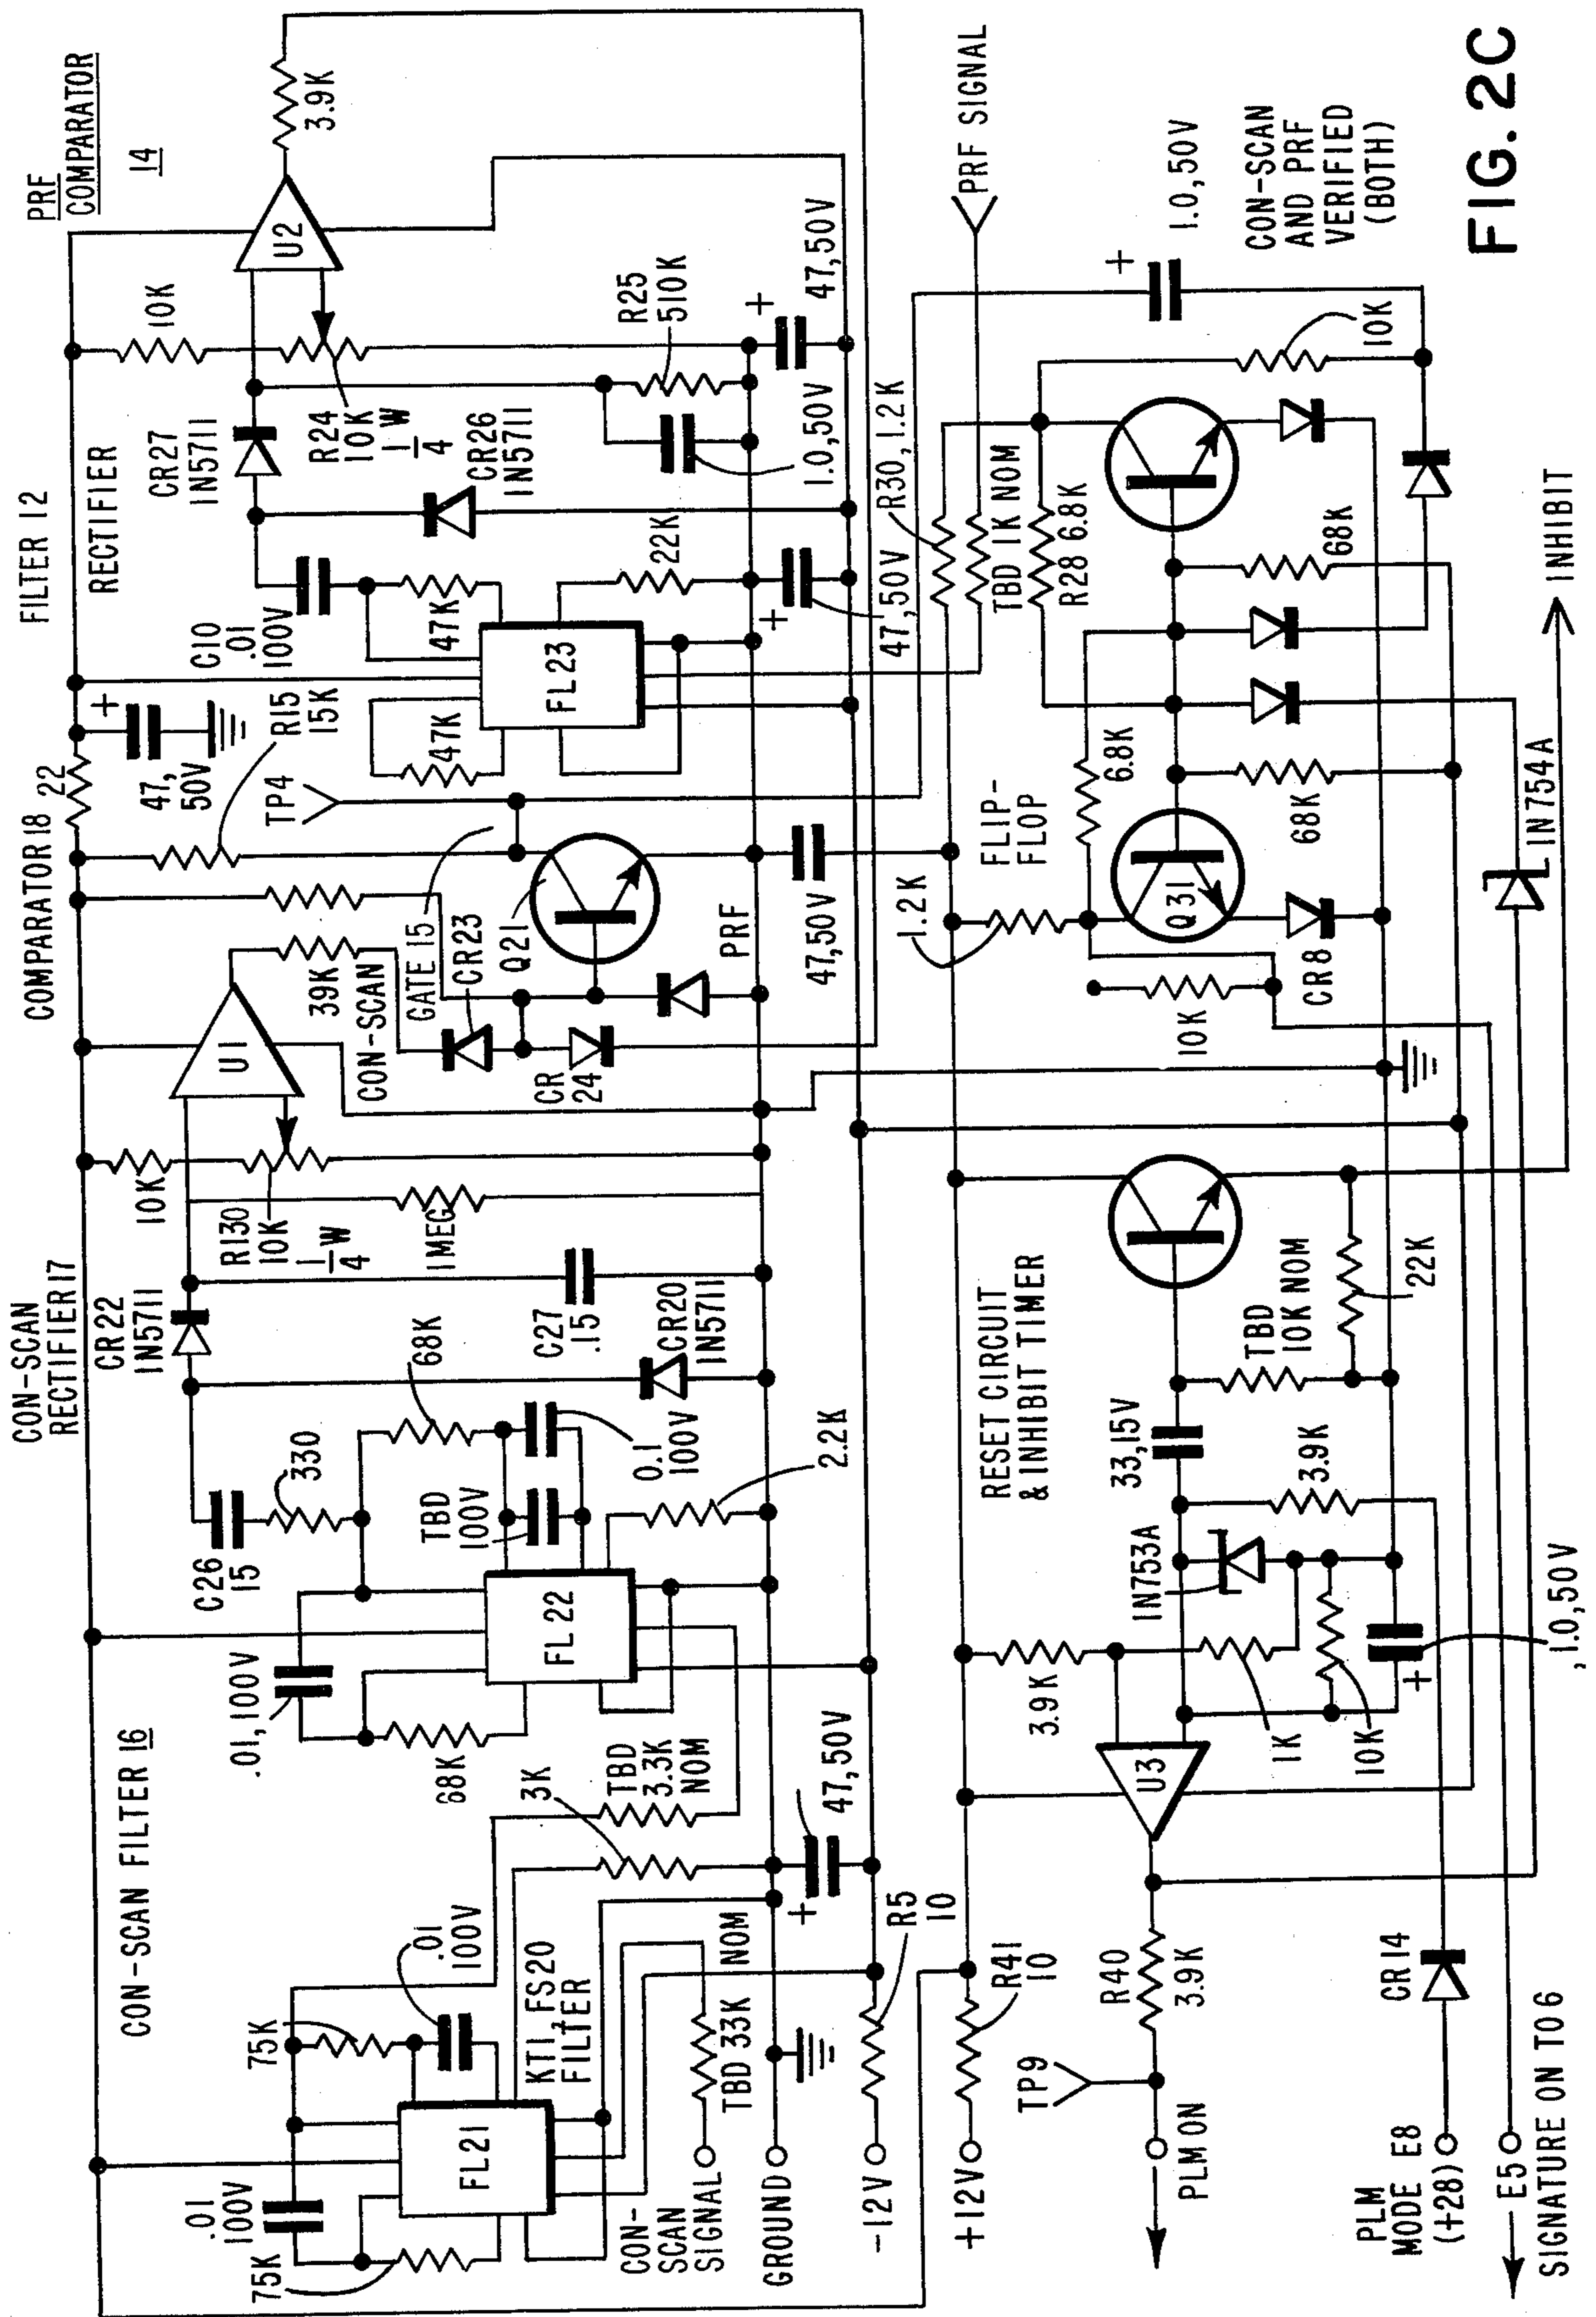 CON-SCAN FILTER 16
CON-SCAN
RECTIFIER 17
COMPARATOR 18
FILTER 12
RECTIFIER
PRF
COMPARATOR
14
.01
100V
75K
75K
.01
100V
FL21
KTI, FS20
FILTER
CON-
SCAN
SIGNAL
TBD 33K NOM
GROUND
-12V
R5
10
+12V
R41
10
47,50V
3K
TBD
3.3K
NOM
.01,100V
68K
FL22
C26
15
330
68K
TBD
100V
0.1
100V
2.2K
CR22
1N5711
C27
.15
CR20
1N5711
10K
R130
10K
1/4 W
1MEG
U1
39K
CON-SCAN
CR23
CR
24
GATE 15
Q21
PRF
TP4
R15
15K
22
47,
50V
47,50V
47K
FL23
C10
.01
100V
47K
22K
47,50V
CR27
1N5711
CR26
1N5711
R24
10K
1/4 W
10K
1.0,50V
R25
510K
47,50V
U2
3.9K
R30,1.2K
TBD 1K NOM
PRF SIGNAL
R28 6.8K
1.2K
FLIP-
FLOP
6.8K
10K
Q31
CR8
68K
68K
10K
1.0,50V
+
CON-SCAN
AND PRF
VERIFIED
(BOTH)
1N754A
INHIBIT
RESET CIRCUIT
& INHIBIT TIMER
33,15V
TBD
10K NOM
22K
3.9K
1N753A
3.9K
1K
10K
1.0,50V
+
U3
R40
3.9K
TP9
PLM ON
CR14
PLM
MODE E8
(+28)
E5
SIGNATURE ON TO 6
FIG. 2C